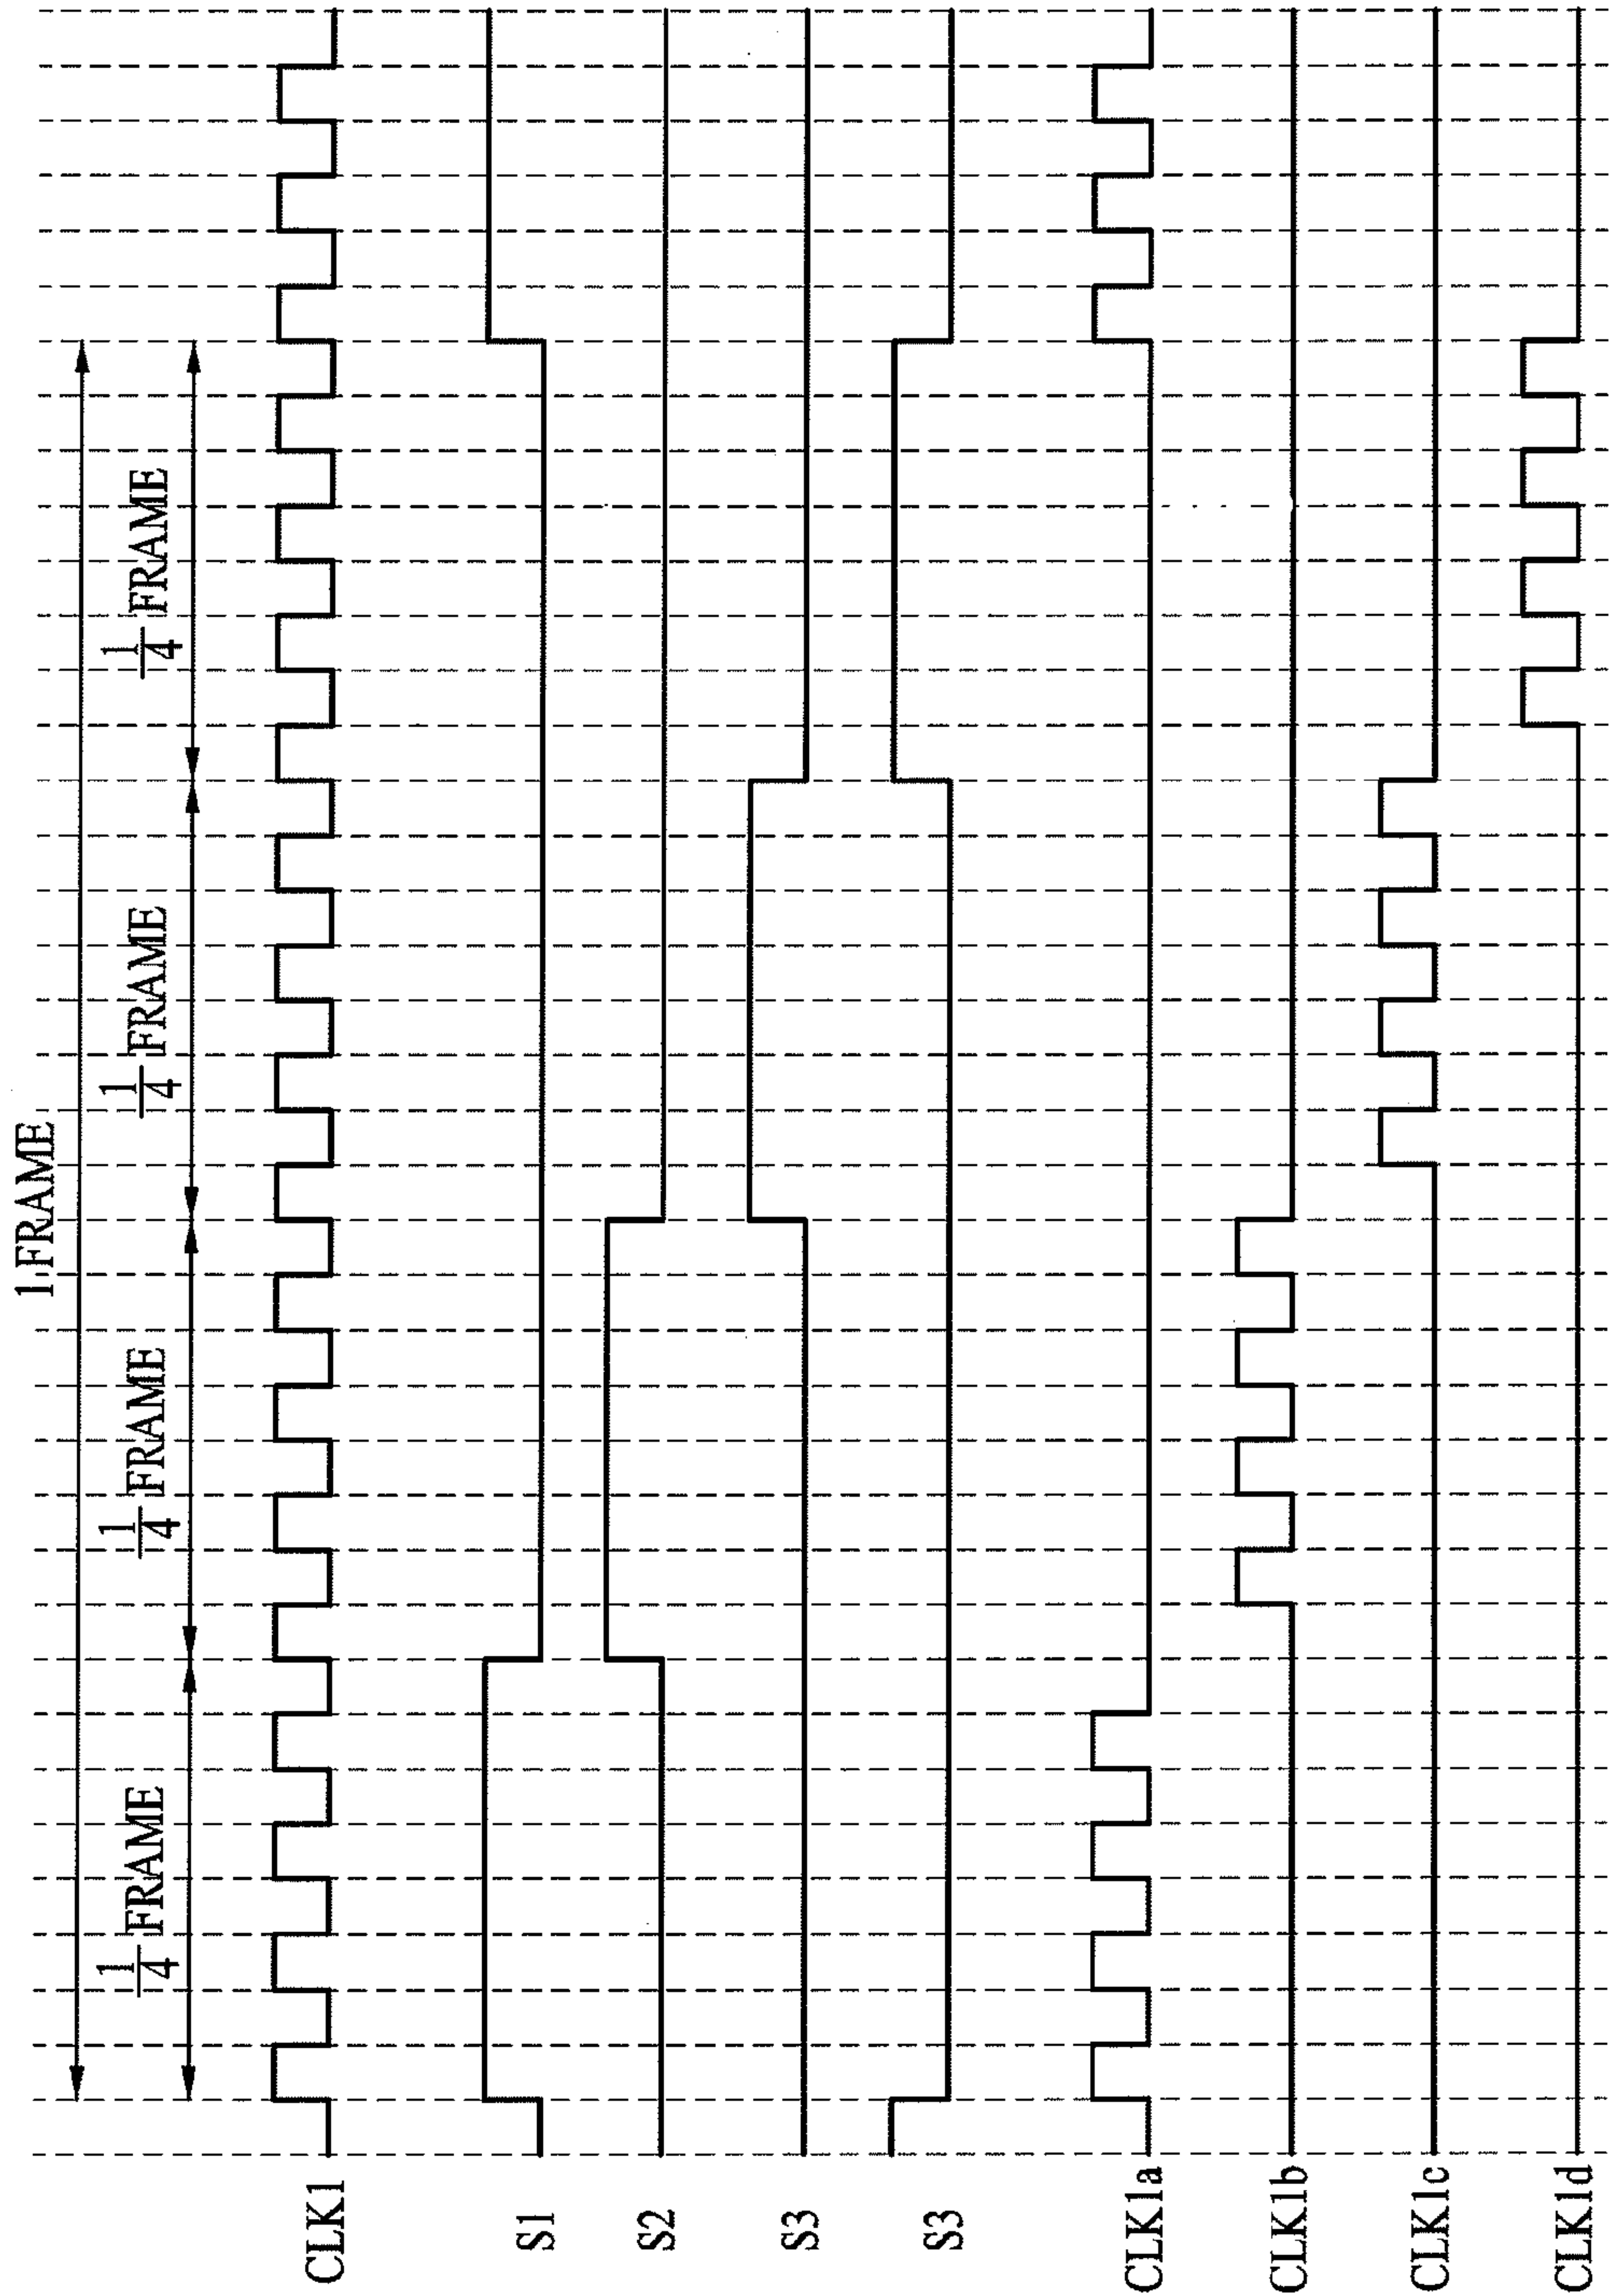 1 FRAME
1/4 FRAME
1/4 FRAME
1/4 FRAME
1/4 FRAME
CLK1
S1
S2
S3
S3
CLK1a
CLK1b
CLK1c
CLK1d